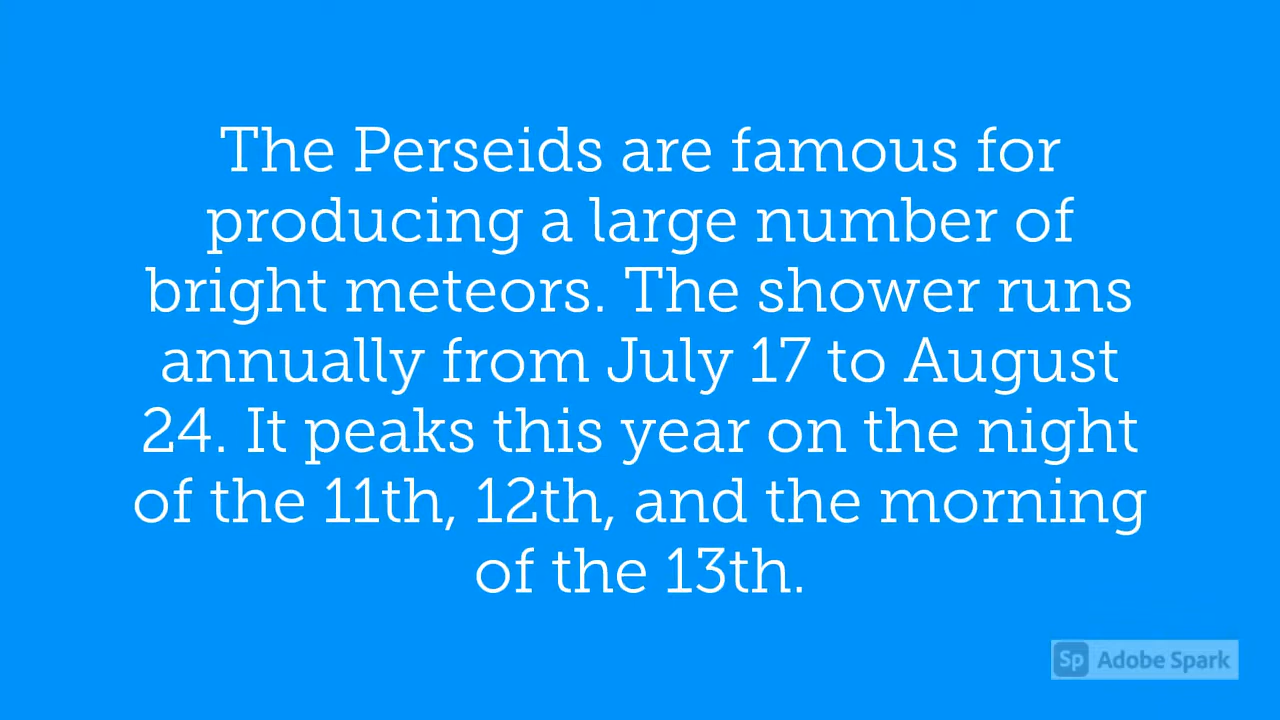 The Perseids are famous for
producing a large number of
bright meteors. The shower runs
annually from July 17 to August
24. It peaks this year on the night
of the 11th, 12th, and the morning
of the 13th.
Sp Adobe Spark